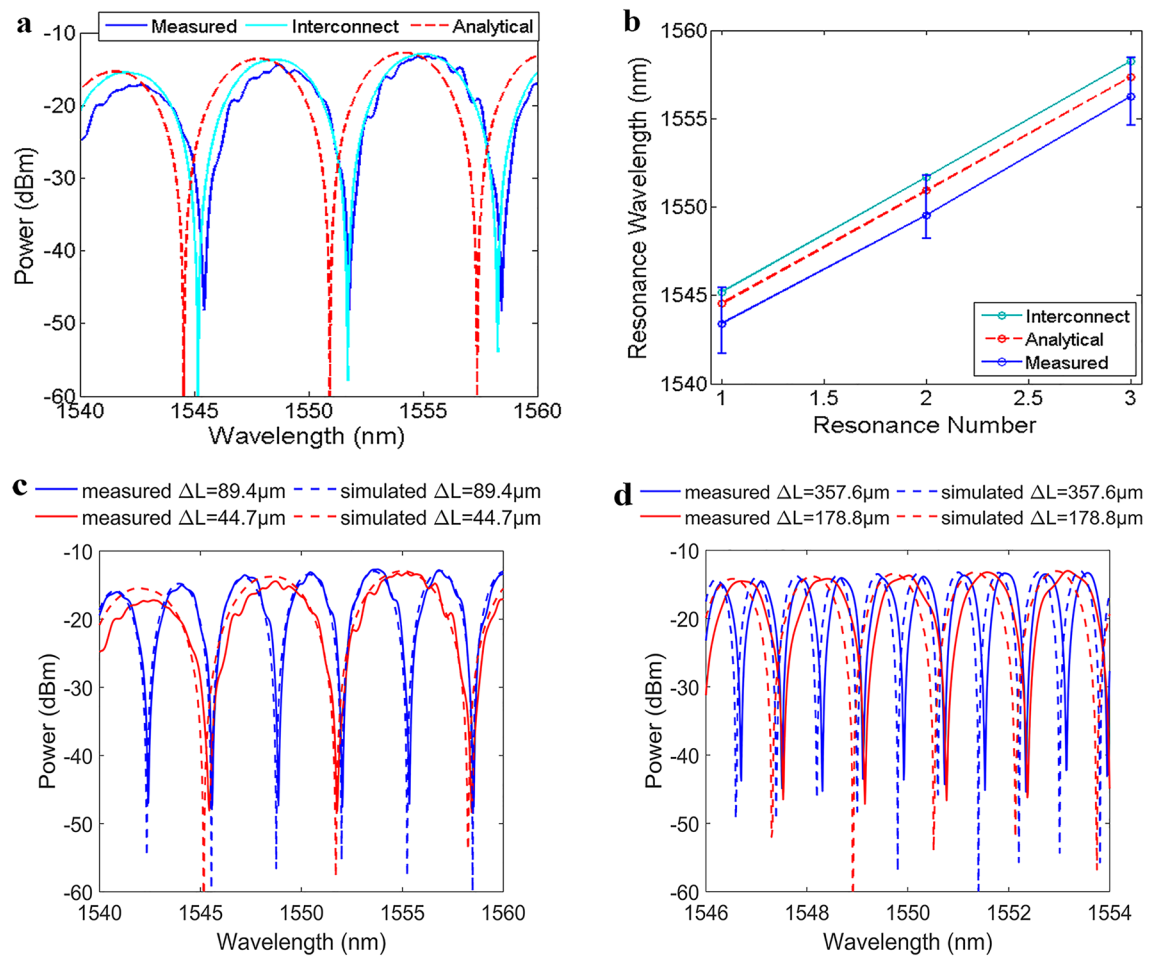 a
Measured Interconnect Analytical
-10
-20
-30
-40
-50
-60
Power (dBm)
1540 1545 1550 1555 1560
Wavelength (nm)
b
1560
1555
1550
1545
1540
Resonance Wavelength (nm)
Interconnect
Analytical
Measured
1 1.5 2 2.5 3
Resonance Number
c
measured ΔL=89.4μm simulated ΔL=89.4μm
measured ΔL=44.7μm simulated ΔL=44.7μm
-10
-20
-30
-40
-50
-60
Power (dBm)
1540 1545 1550 1555 1560
Wavelength (nm)
d
measured ΔL=357.6μm simulated ΔL=357.6μm
measured ΔL=178.8μm simulated ΔL=178.8μm
-10
-20
-30
-40
-50
-60
Power (dBm)
1546 1548 1550 1552 1554
Wavelength (nm)